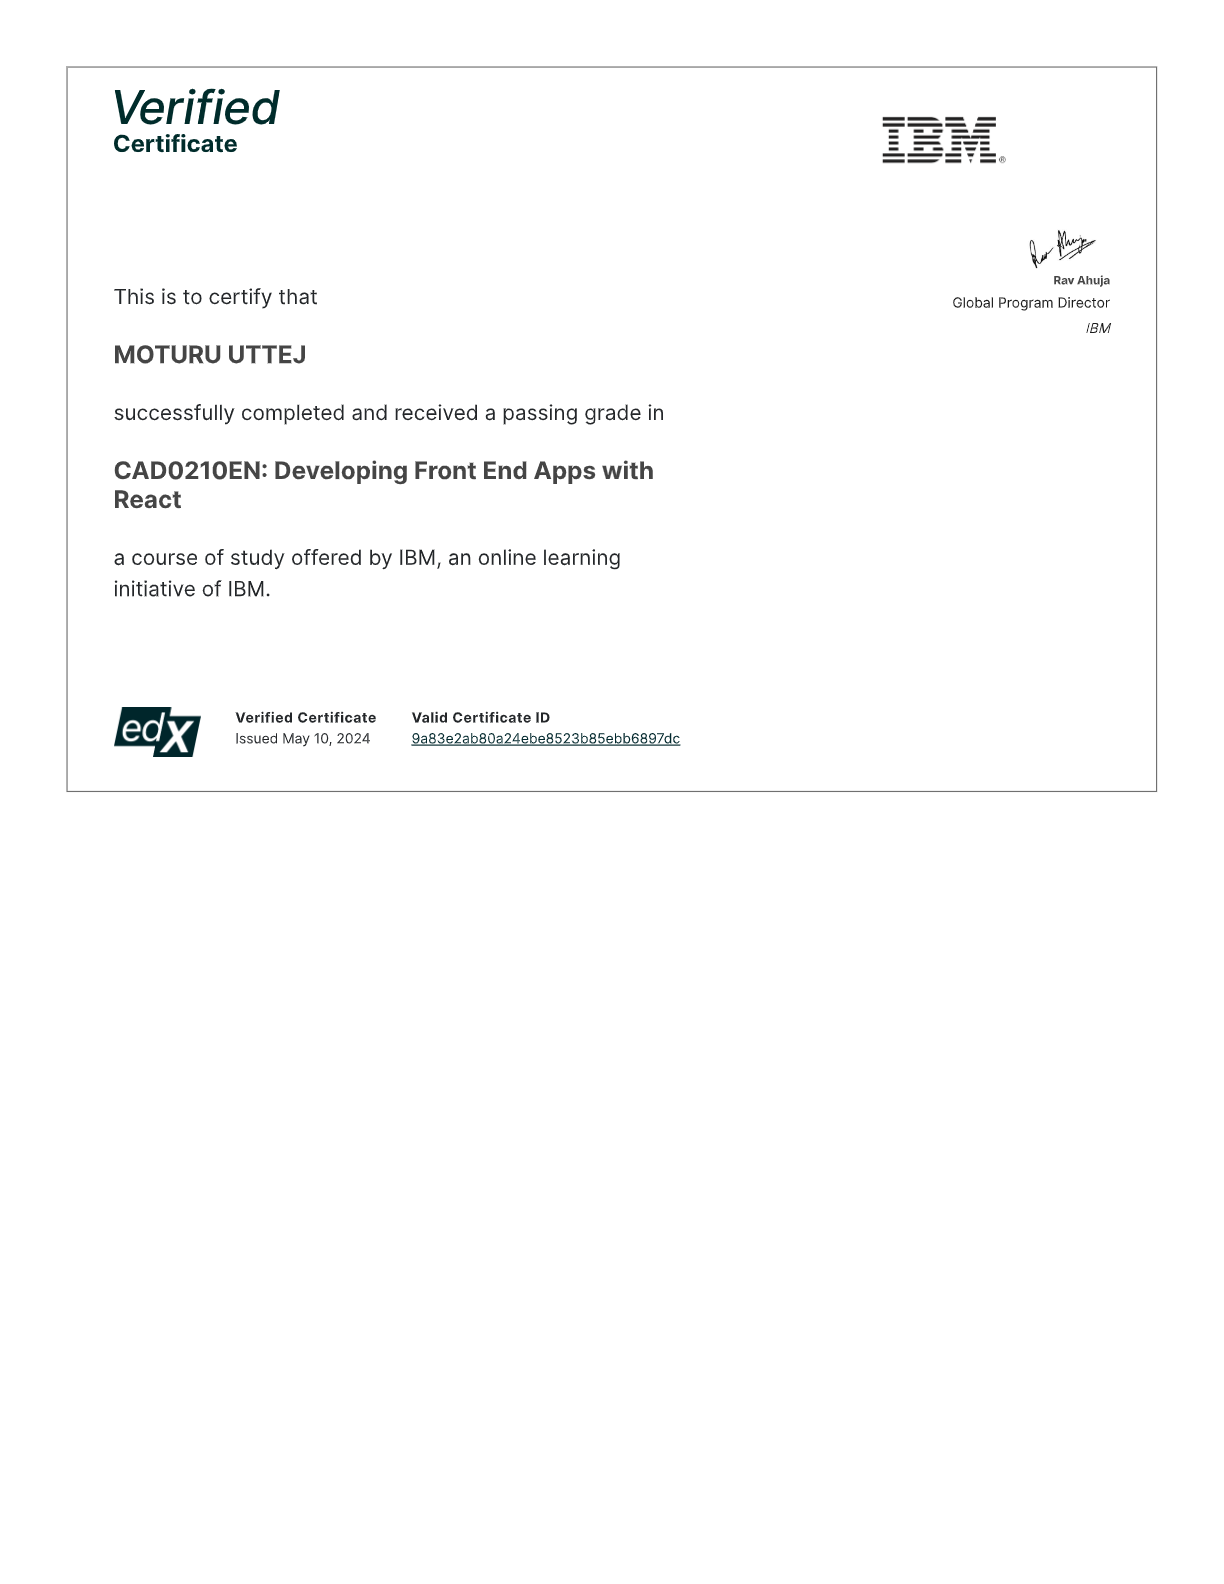 Verified
Certificate
IBM®
Rav Ahuja
Global Program Director
IBM
This is to certify that
MOTURU UTTEJ
successfully completed and received a passing grade in
CAD0210EN: Developing Front End Apps with
React
a course of study offered by IBM, an online learning
initiative of IBM.
edX
Verified Certificate
Issued May 10, 2024
Valid Certificate ID
9a83e2ab80a24ebe8523b85ebb6897dc